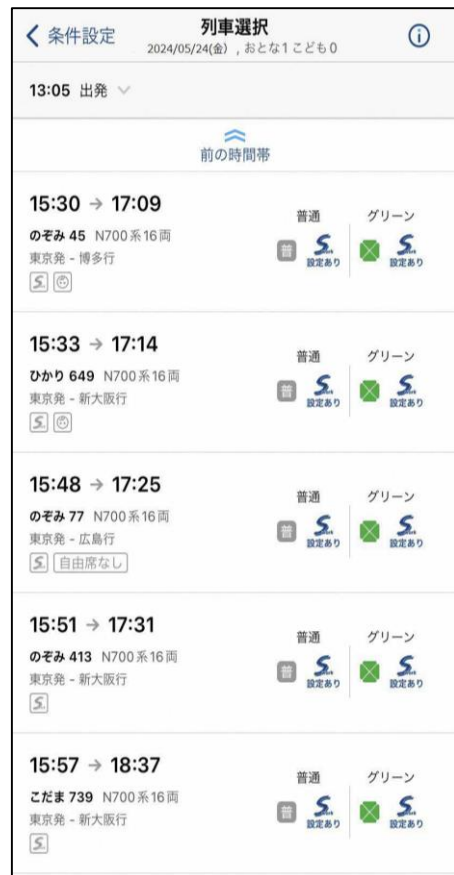 条件設定
列車選択
2024/05/24(金) , おとな1 こども0
13:05 出発
前の時間帯
15:30 → 17:09
のぞみ 45 N700系16両
東京発 - 博多行
S
普通 グリーン
普 S 設定あり S 設定あり
15:33 → 17:14
ひかり 649 N700系16両
東京発 - 新大阪行
S
普通 グリーン
普 S 設定あり S 設定あり
15:48 → 17:25
のぞみ 77 N700系16両
東京発 - 広島行
S 自由席なし
普通 グリーン
普 S 設定あり S 設定あり
15:51 → 17:31
のぞみ 413 N700系16両
東京発 - 新大阪行
S
普通 グリーン
普 S 設定あり S 設定あり
15:57 → 18:37
こだま 739 N700系16両
東京発 - 新大阪行
S
普通 グリーン
普 S 設定あり S 設定あり